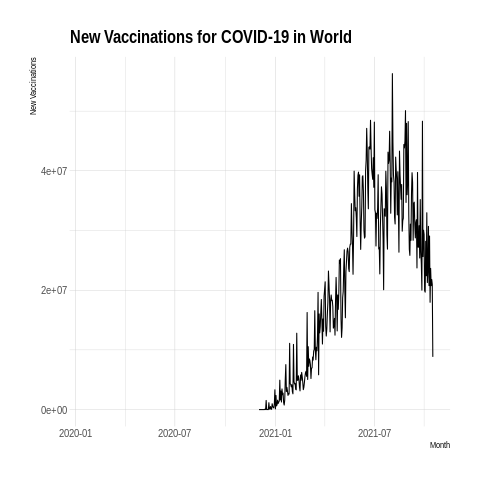 New Vaccinations for COVID-19 in World
New Vaccinations
4e+07
2e+07
0e+00
2020-01 2020-07 2021-01 2021-07
Month